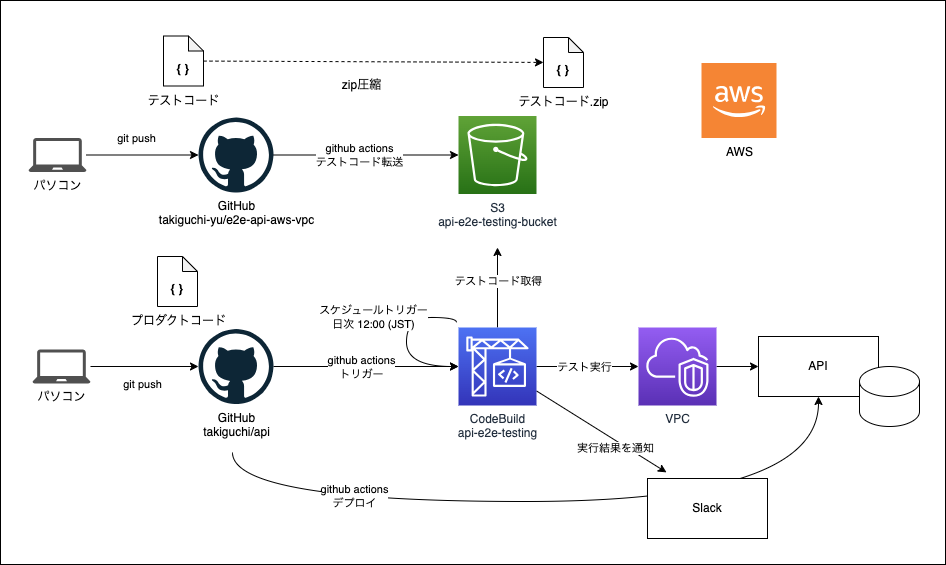 { }
{ }
zip圧縮
テストコード
テストコード.zip
aws
AWS
git push
github actions
テストコード転送
パソコン
GitHub
takiguchi-yu/e2e-api-aws-vpc
S3
api-e2e-testing-bucket
{ }
テストコード取得
プロダクトコード
スケジュールトリガー
日次 12:00 (JST)
github actions
トリガー
</>
テスト実行
API
パソコン
git push
GitHub
takiguchi/api
CodeBuild
api-e2e-testing
VPC
実行結果を通知
github actions
デプロイ
Slack